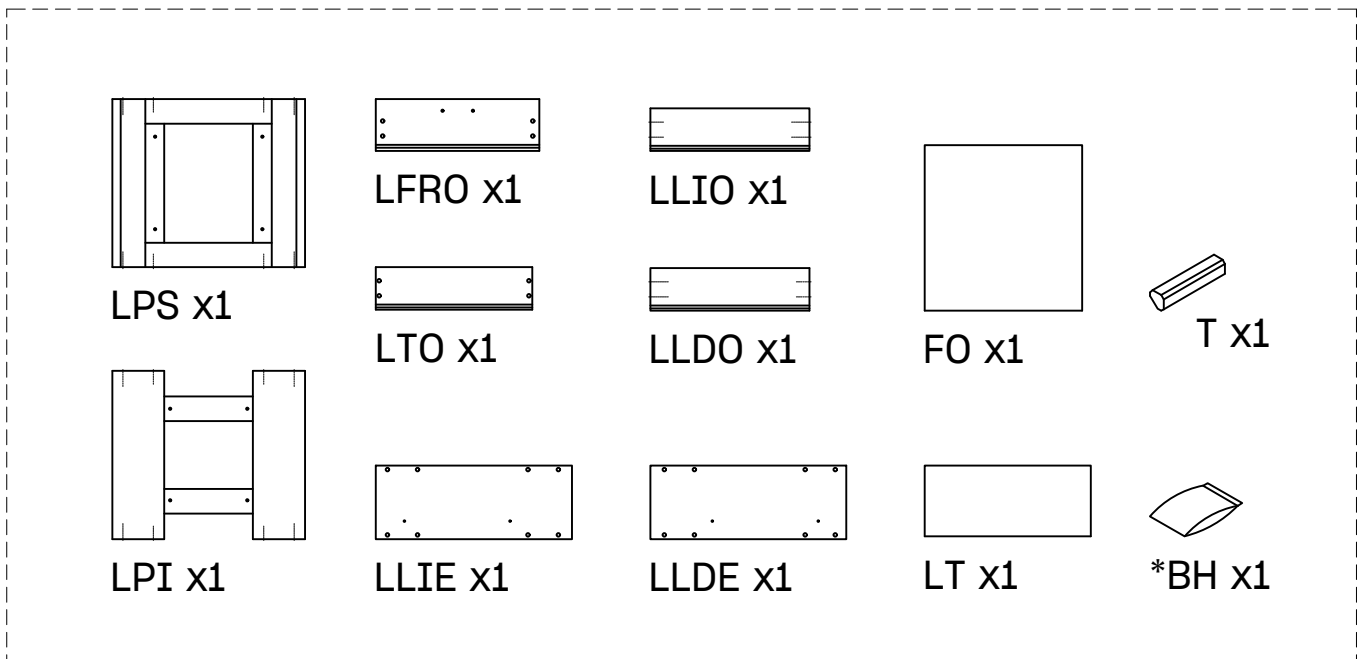 LFRO x1
LLIO x1
LPS x1
LTO x1
LLDO x1
FO x1
T x1
LPI x1
LLIE x1
LLDE x1
LT x1
*BH x1